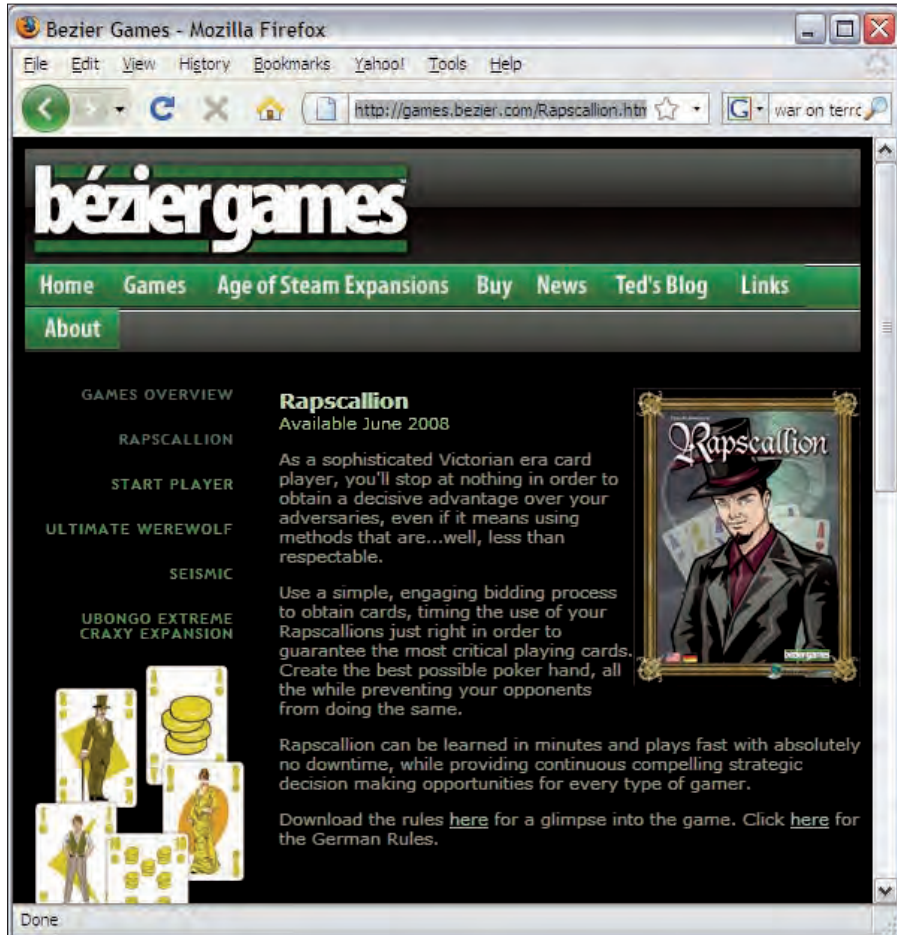 Bezier Games - Mozilla Firefox
File Edit View History Bookmarks Yahoo! Tools Help
http://games.bezier.com/Rapscallion.htm
G war on terrc
béziergames
Home Games Age of Steam Expansions Buy News Ted's Blog Links
About
GAMES OVERVIEW
RAPSCALLION
START PLAYER
ULTIMATE WEREWOLF
SEISMIC
UBONGO EXTREME
CRAXY EXPANSION
Rapscallion
Available June 2008
As a sophisticated Victorian era card
player, you'll stop at nothing in order to
obtain a decisive advantage over your
adversaries, even if it means using
methods that are...well, less than
respectable.
Use a simple, engaging bidding process
to obtain cards, timing the use of your
Rapscallions just right in order to
guarantee the most critical playing cards.
Create the best possible poker hand, all
the while preventing your opponents
from doing the same.
Rapscallion can be learned in minutes and plays fast with absolutely
no downtime, while providing continuous compelling strategic
decision making opportunities for every type of gamer.
Download the rules here for a glimpse into the game. Click here for
the German Rules.
Rapscallion
béziergames
Done